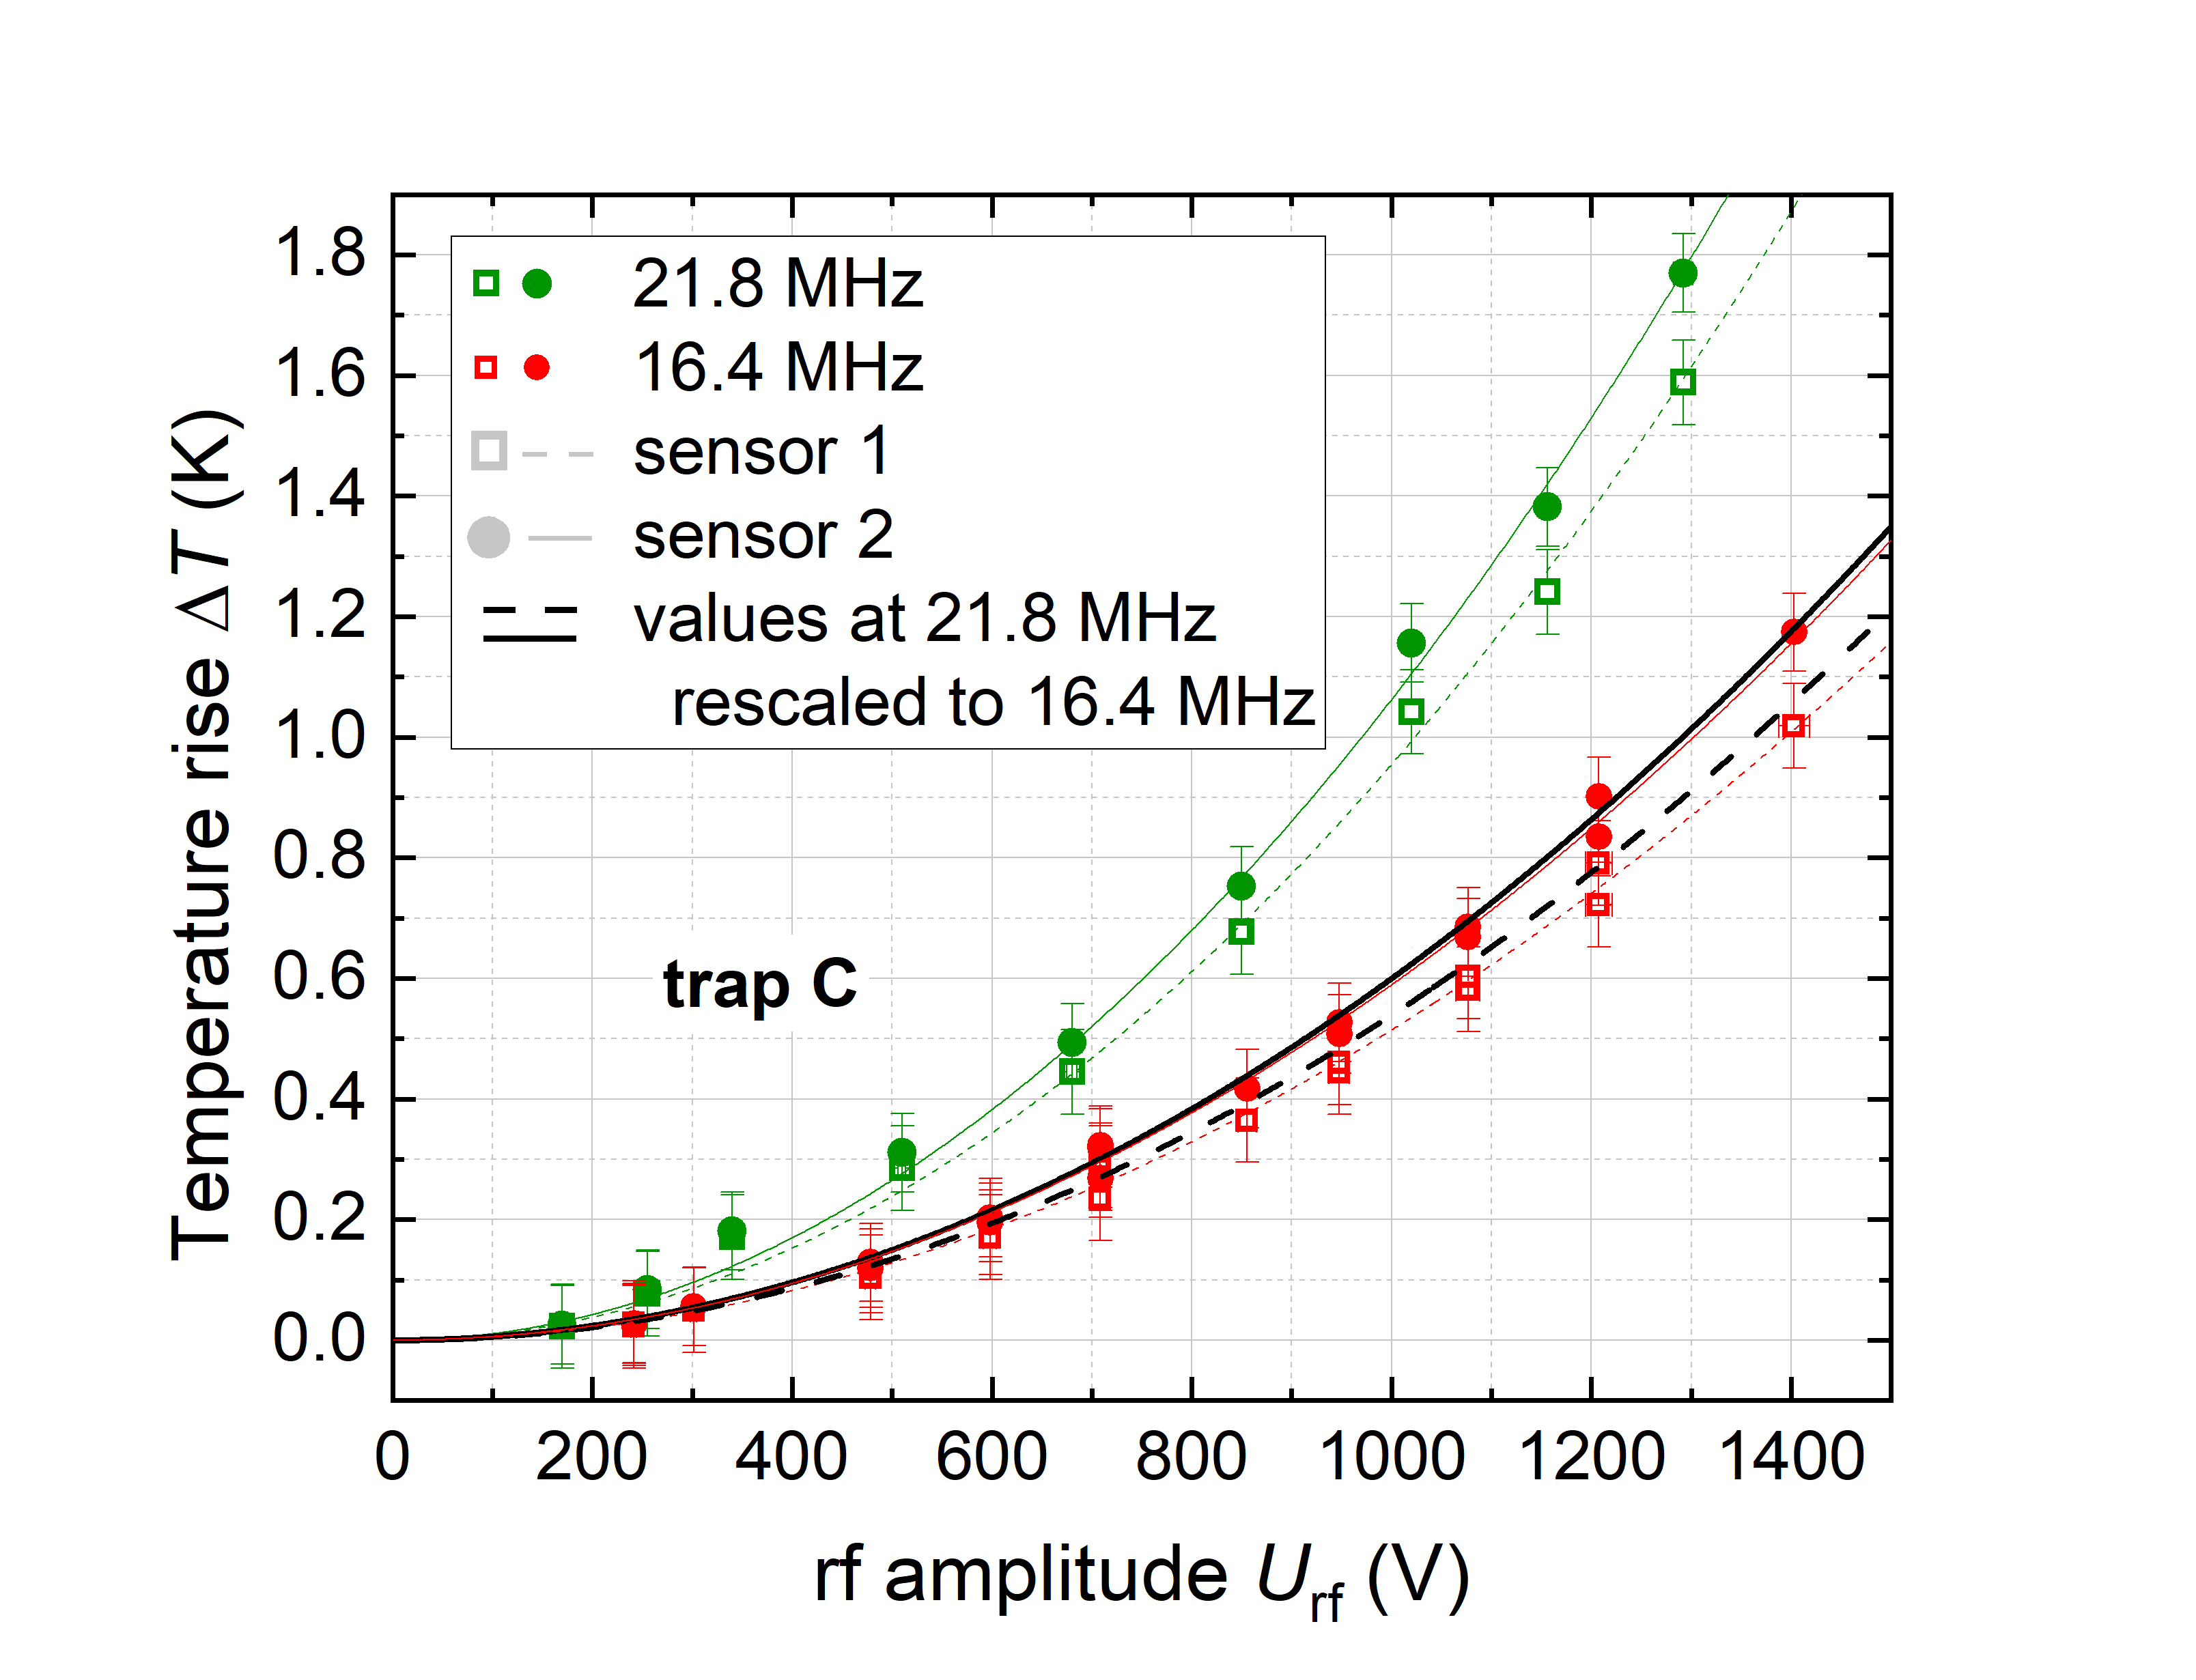 21.8 MHz
16.4 MHz
sensor 1
sensor 2
values at 21.8 MHz
rescaled to 16.4 MHz
trap C
Temperature rise Δ T (K)
1.8
1.6
1.4
1.2
1.0
0.8
0.6
0.4
0.2
0.0
0 200 400 600 800 1000 1200 1400
rf amplitude Urf (V)